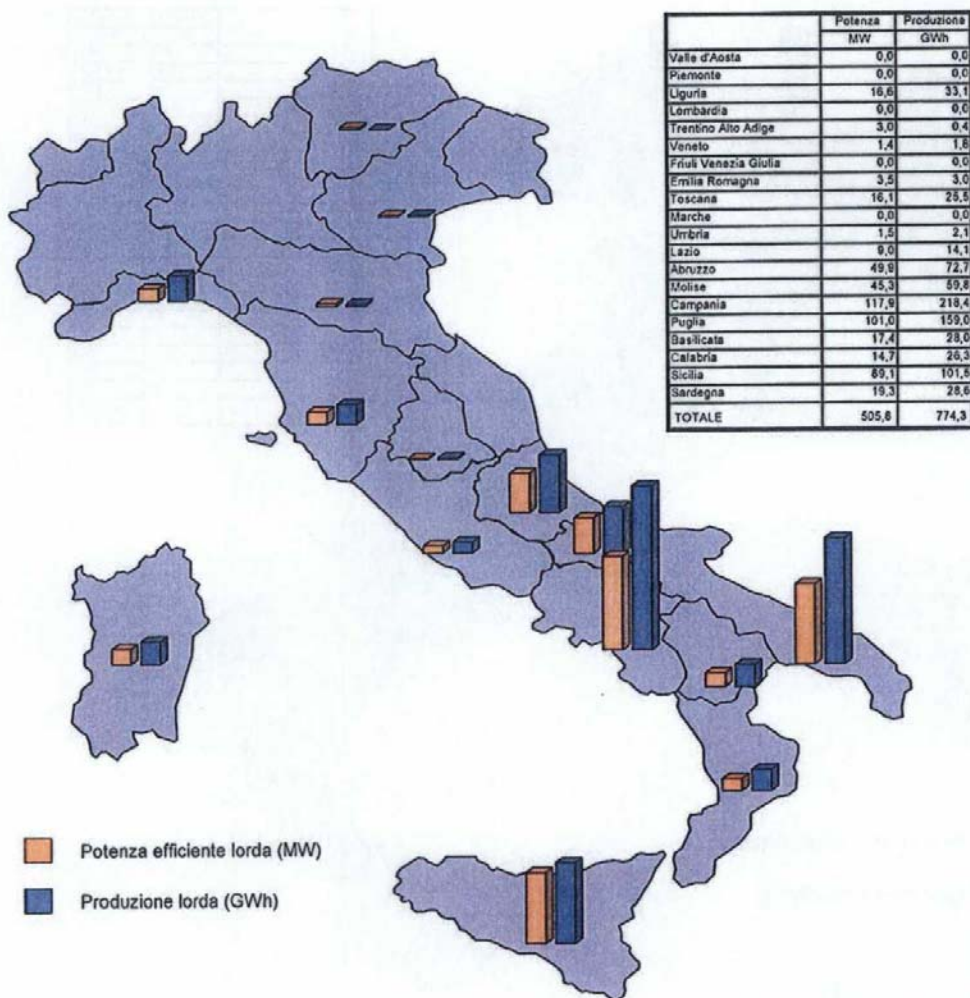 Potenza Produzione
MW GWh
Valle d'Aosta 0,0 0,0
Piemonte 0,0 0,0
Liguria 16,6 33,1
Lombardia 0,0 0,0
Trentino Alto Adige 3,0 0,4
Veneto 1,4 1,6
Friuli Venezia Giulia 0,0 0,0
Emilia Romagna 3,5 3,0
Toscana 16,1 25,5
Marche 0,0 0,0
Umbria 1,5 2,1
Lazio 9,0 14,1
Abruzzo 49,9 72,7
Molise 45,3 59,8
Campania 117,9 218,4
Puglia 101,0 159,0
Basilicata 17,4 28,0
Calabria 14,7 26,3
Sicilia 89,1 101,6
Sardegna 19,3 28,6
TOTALE 505,6 774,3
Potenza efficiente lorda (MW)
Produzione lorda (GWh)